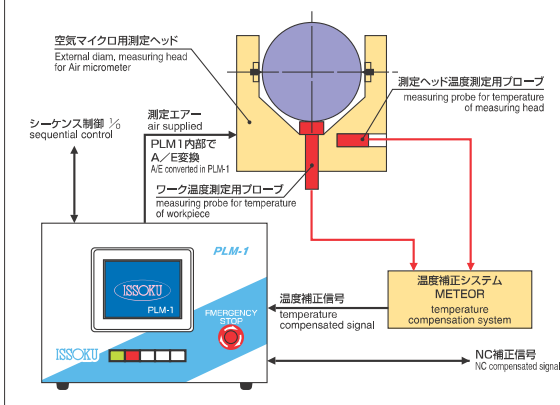 空気マイクロ用測定ヘッド
External diam, measuring head
for Air micrometer
測定ヘッド温度測定用プローブ
measuring probe for temperature
of measuring head
シーケンス制御 I/O
sequential control
測定エアー
air supplied
PLM1内部で
A/E変換
A/E converted in PLM-1
ワーク温度測定用プローブ
measuring probe for temperature
of workpiece
PLM-1
ISSOKU
PLM-1
EMERGENCY
STOP
ISSOKU
温度補正システム
METEOR
temperature
compensation system
温度補正信号
temperature
compensated signal
NC補正信号
NC compensated signal